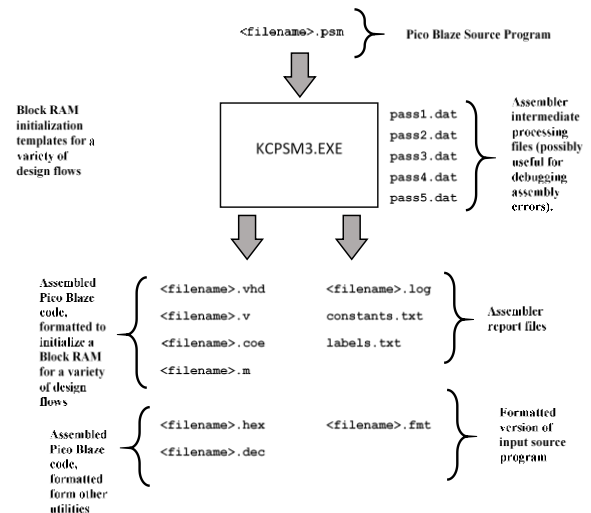 <filename>.psm
Pico Blaze Source Program
Block RAM
initialization
templates for a
variety of
design flows
KCPSM3.EXE
pass1.dat
pass2.dat
pass3.dat
pass4.dat
pass5.dat
Assembler
intermediate
processing
files (possibly
useful for
debugging
assembly
errors).
Assembled
Pico Blaze
code,
formatted to
initialize a
Block RAM
for a variety
of design
flows
<filename>.vhd
<filename>.v
<filename>.coe
<filename>.m
<filename>.log
constants.txt
labels.txt
Assembler
report files
Assembled
Pico Blaze
code,
formatted
form other
utilities
<filename>.hex
<filename>.dec
<filename>.fmt
Formatted
version of
input source
program